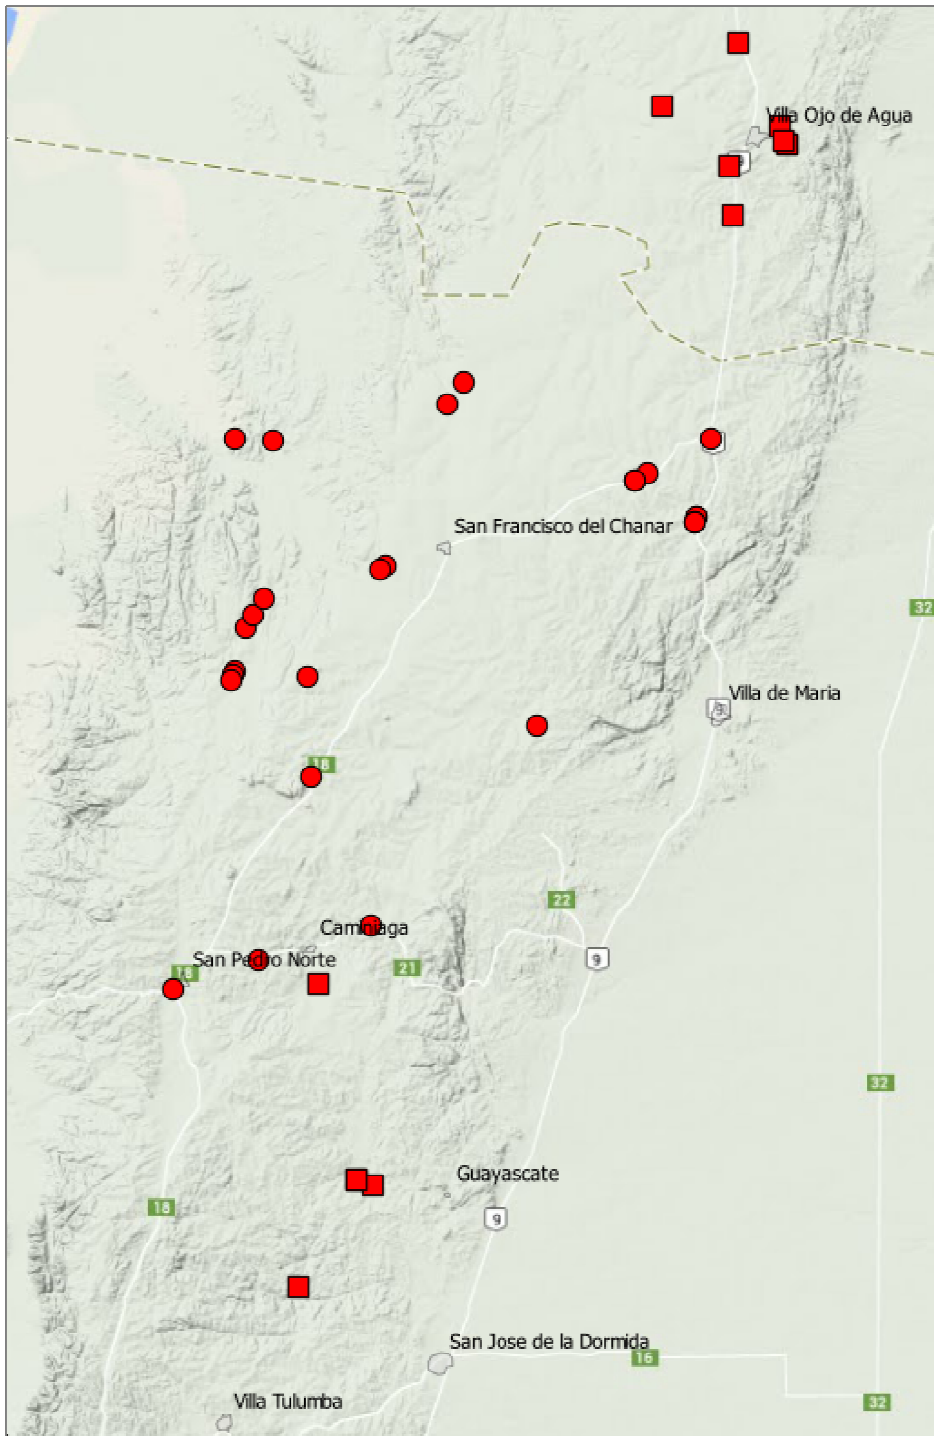 Villa Ojo de Agua
San Francisco del Chanar
32
Villa de Maria
9
18
22
Caminiaga
San Pedro Norte
18
21
9
32
Guayascate
18
9
San Jose de la Dormida
16
Villa Tulumba
32